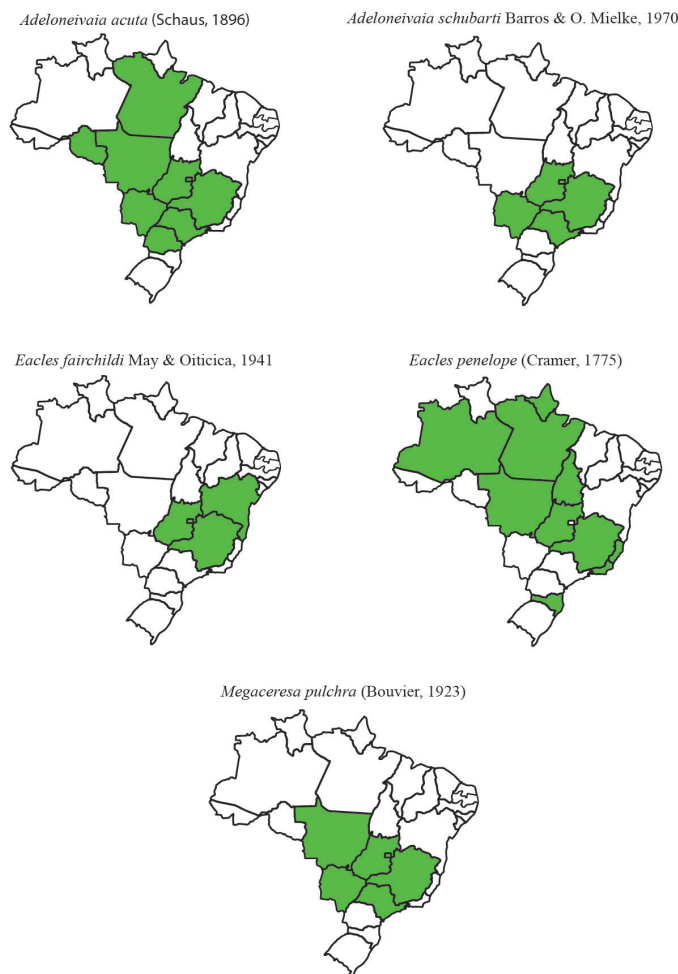 Adeloneivaia acuta (Schaus, 1896)
Adeloneivaia schubarti Barros & O. Mielke, 1970
Eacles fairchildi May & Oiticica, 1941
Eacles penelope (Cramer, 1775)
Megaceresa pulchra (Bouvier, 1923)